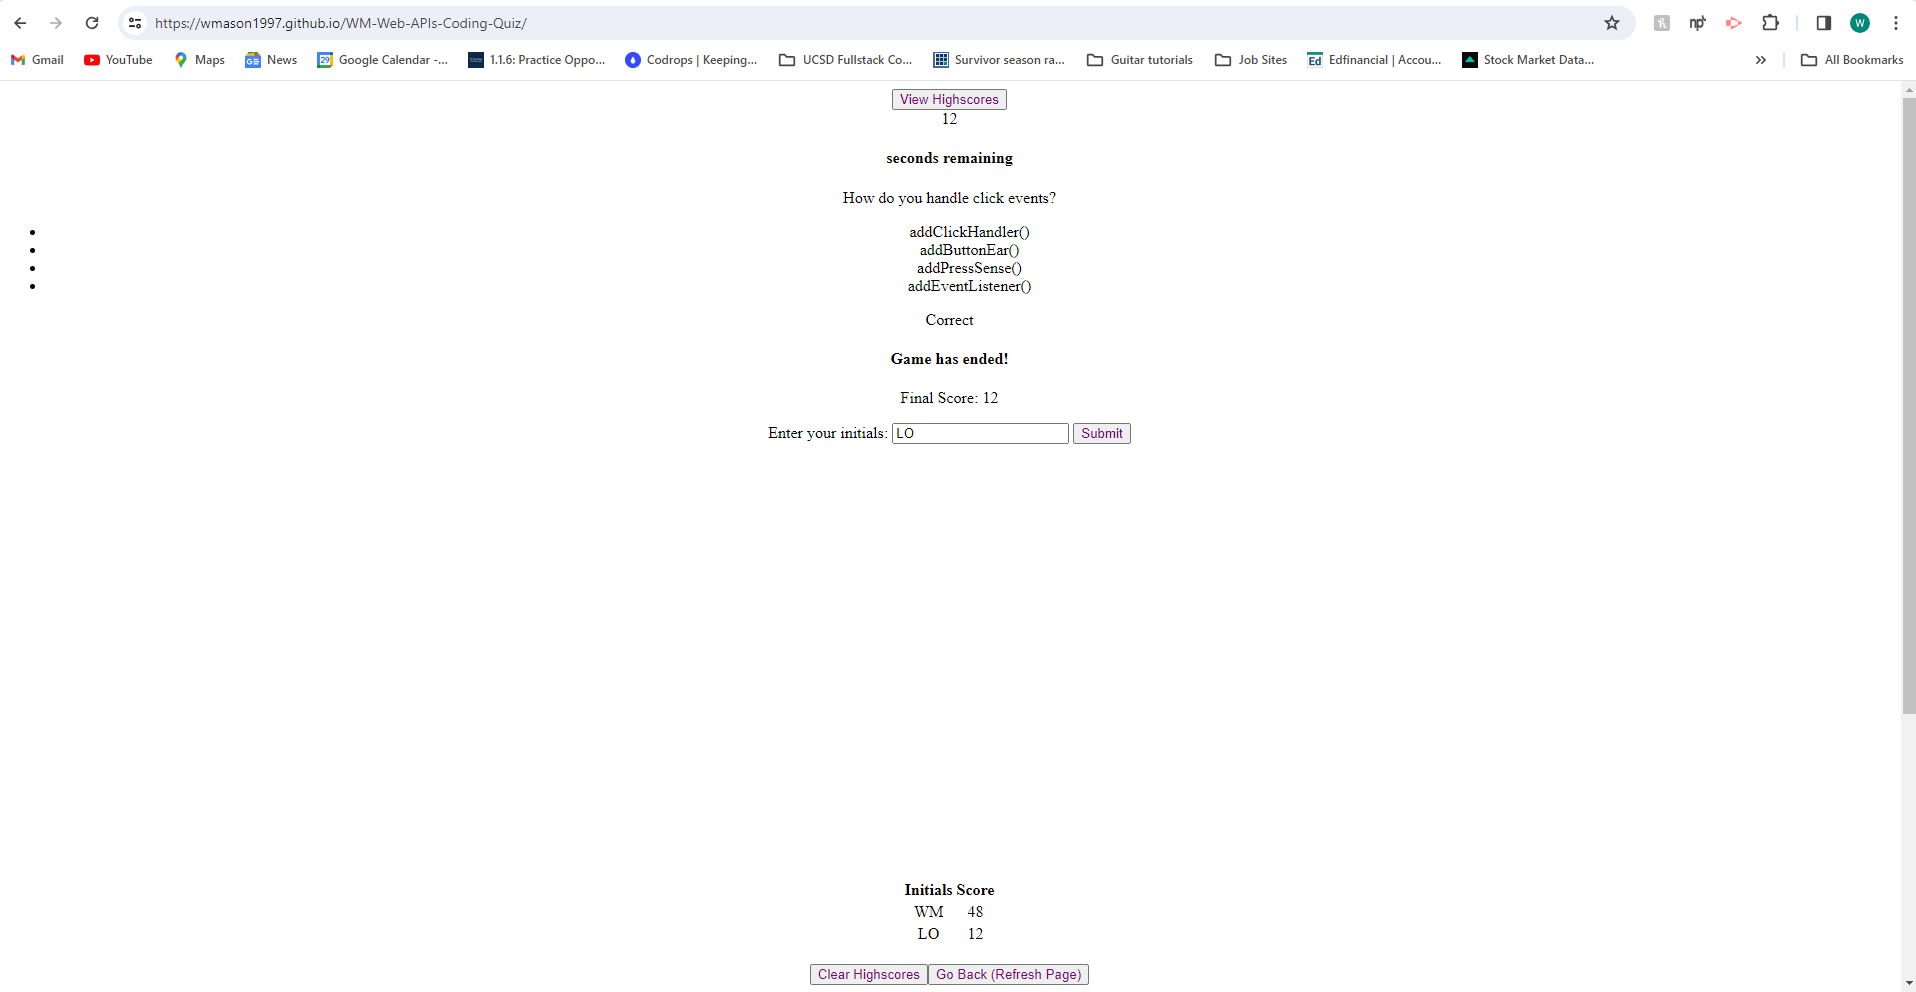 https://wmason1997.github.io/WM-Web-APIs-Coding-Quiz/
W
Gmail YouTube Maps News Google Calendar -... 1.1.6: Practice Oppo... Codrops | Keeping... UCSD Fullstack Co... Survivor season ra... Guitar tutorials Job Sites Edfinancial | Accou... Stock Market Data... » All Bookmarks
View Highscores
12
seconds remaining
How do you handle click events?
• addClickHandler()
• addButtonEar()
• addPressSense()
• addEventListener()
Correct
Game has ended!
Final Score: 12
Enter your initials: LO Submit
Initials Score
WM 48
LO 12
Clear Highscores Go Back (Refresh Page)